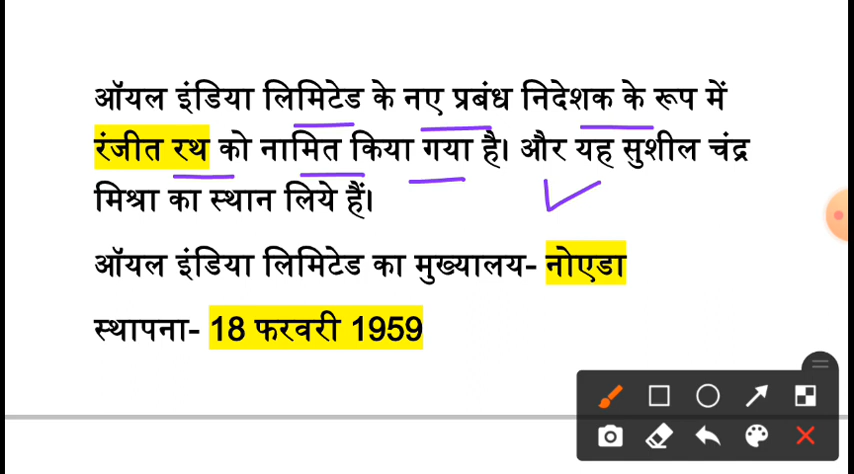 ऑयल इंडिया लिमिटेड के नए प्रबंध निदेशक के रूप में
रंजीत रथ को नामित किया गया है। और यह सुशील चंद्र
मिश्रा का स्थान लिये हैं।
ऑयल इंडिया लिमिटेड का मुख्यालय- नोएडा
स्थापना- 18 फरवरी 1959